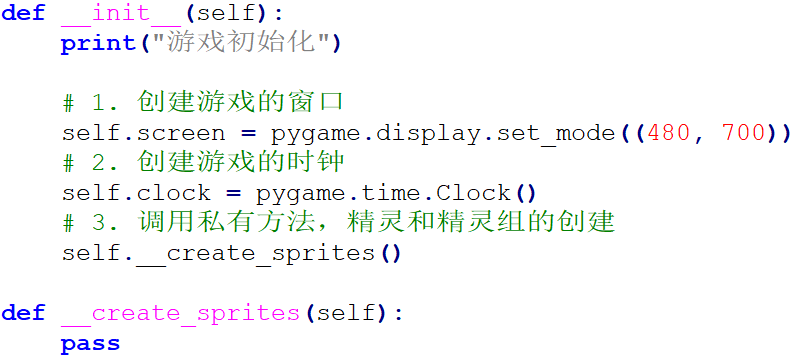 def __init__(self):
    print("游戏初始化")

    # 1. 创建游戏的窗口
    self.screen = pygame.display.set_mode((480, 700))
    # 2. 创建游戏的时钟
    self.clock = pygame.time.Clock()
    # 3. 调用私有方法，精灵和精灵组的创建
    self.__create_sprites()

def __create_sprites(self):
    pass